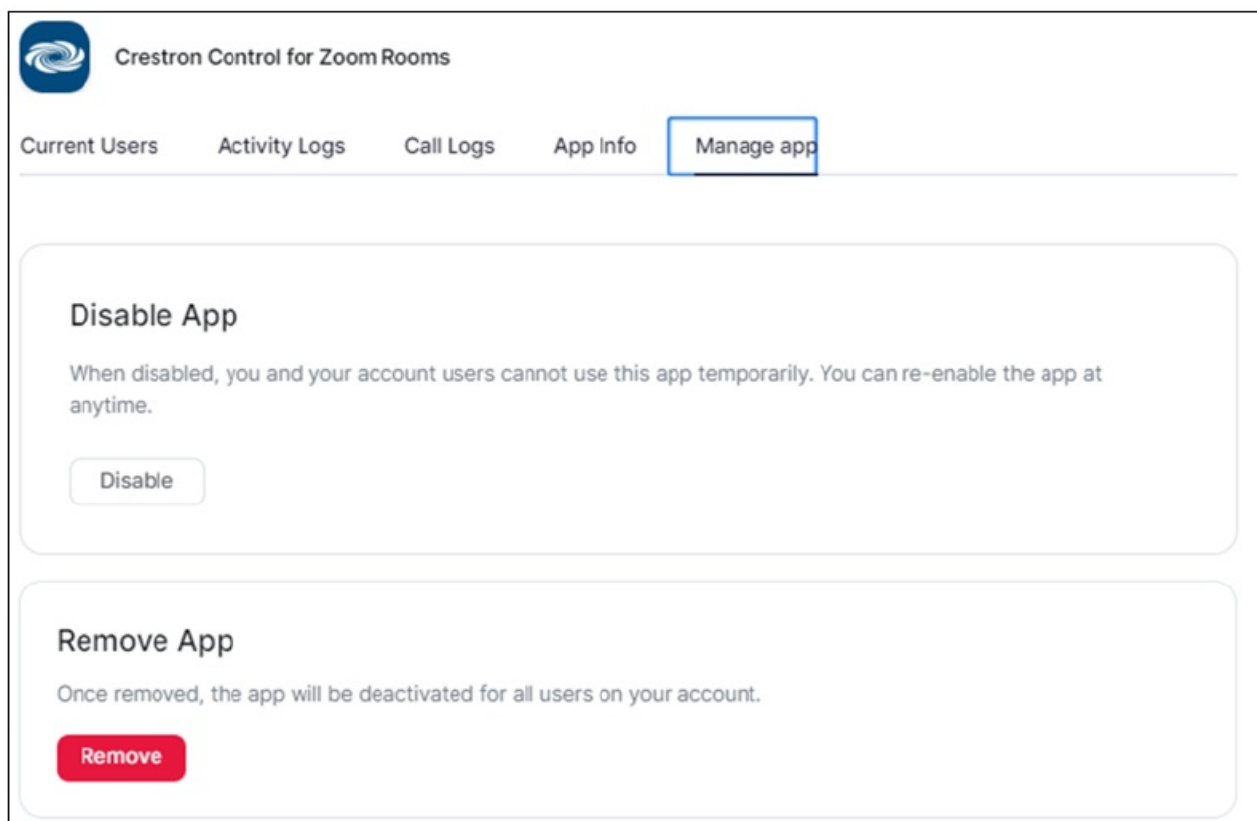 Crestron Control for Zoom Rooms
Current Users Activity Logs Call Logs App Info Manage app
Disable App
When disabled, you and your account users cannot use this app temporarily. You can re-enable the app at
anytime.
Disable
Remove App
Once removed, the app will be deactivated for all users on your account.
Remove